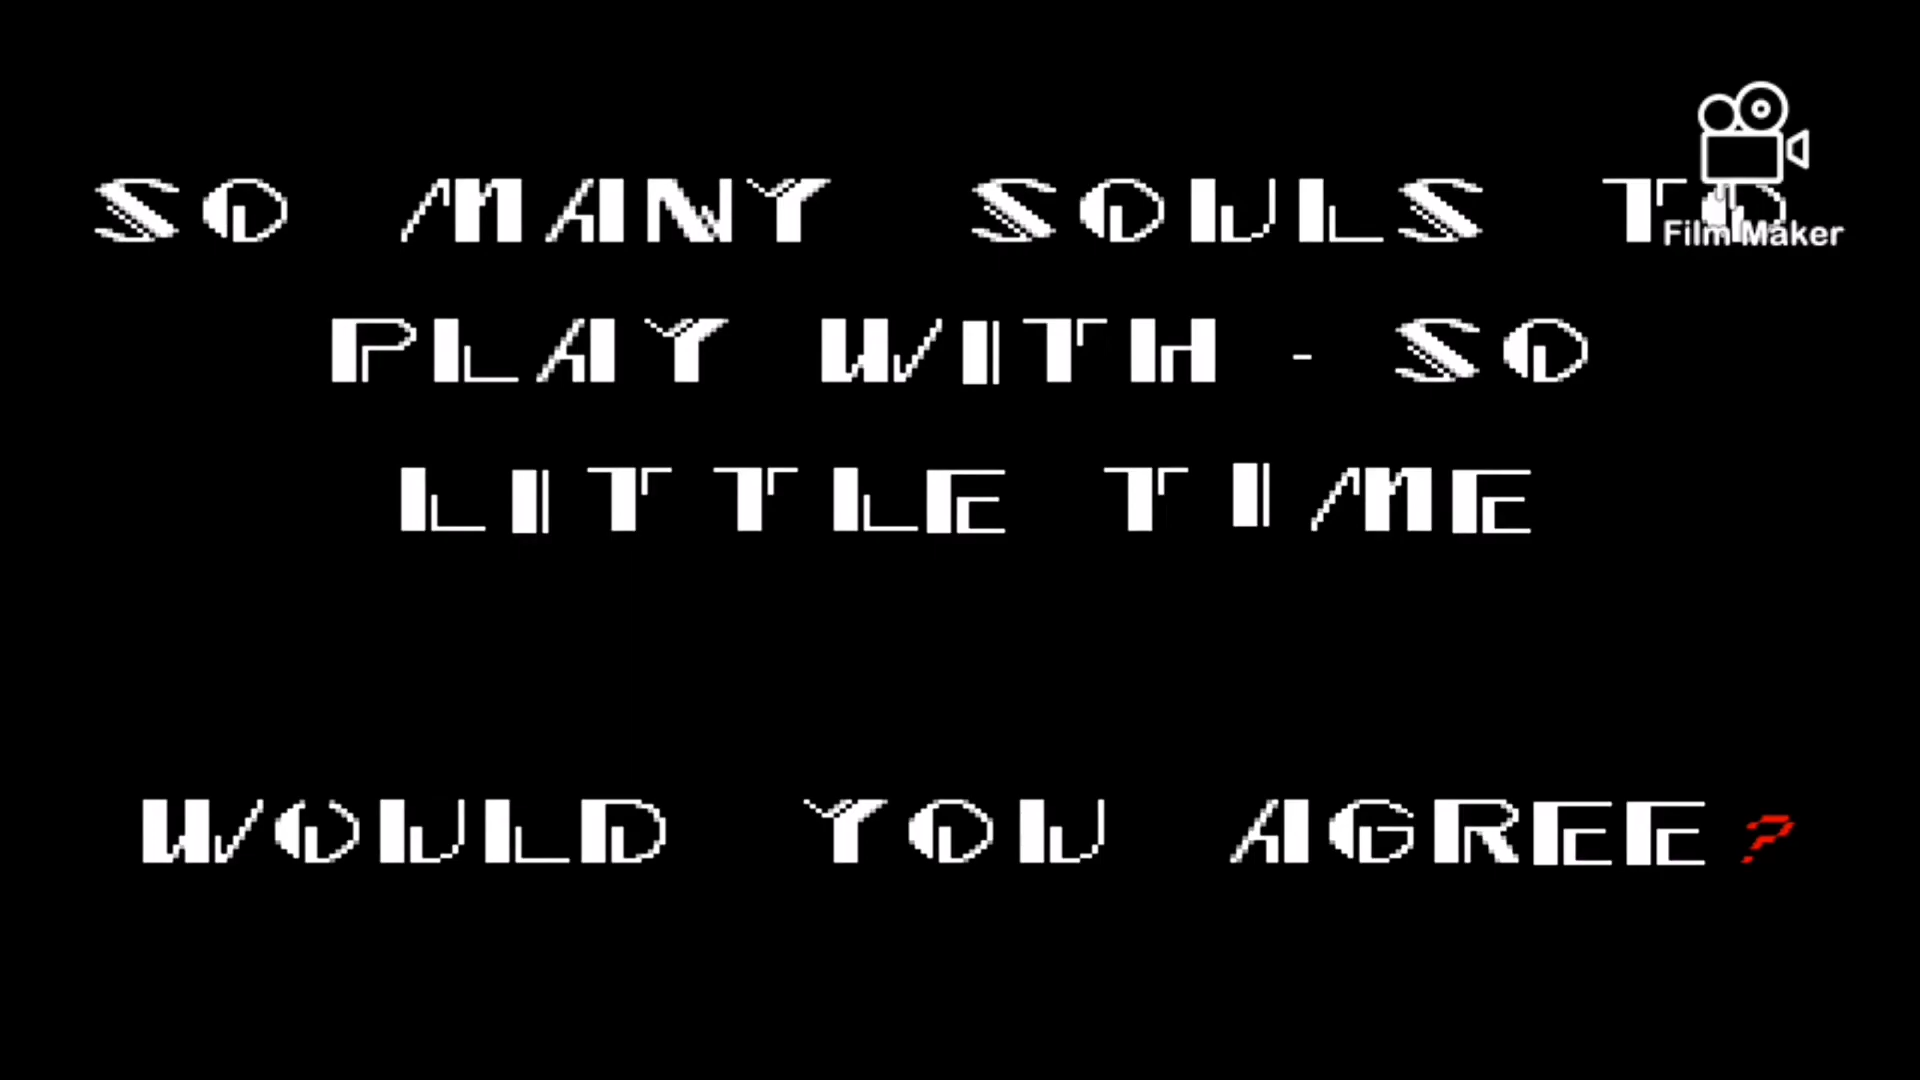 SO MANY SOULS TO
Film Maker
PLAY WITH - SO
LITTLE TIME
WOULD YOU AGREE?